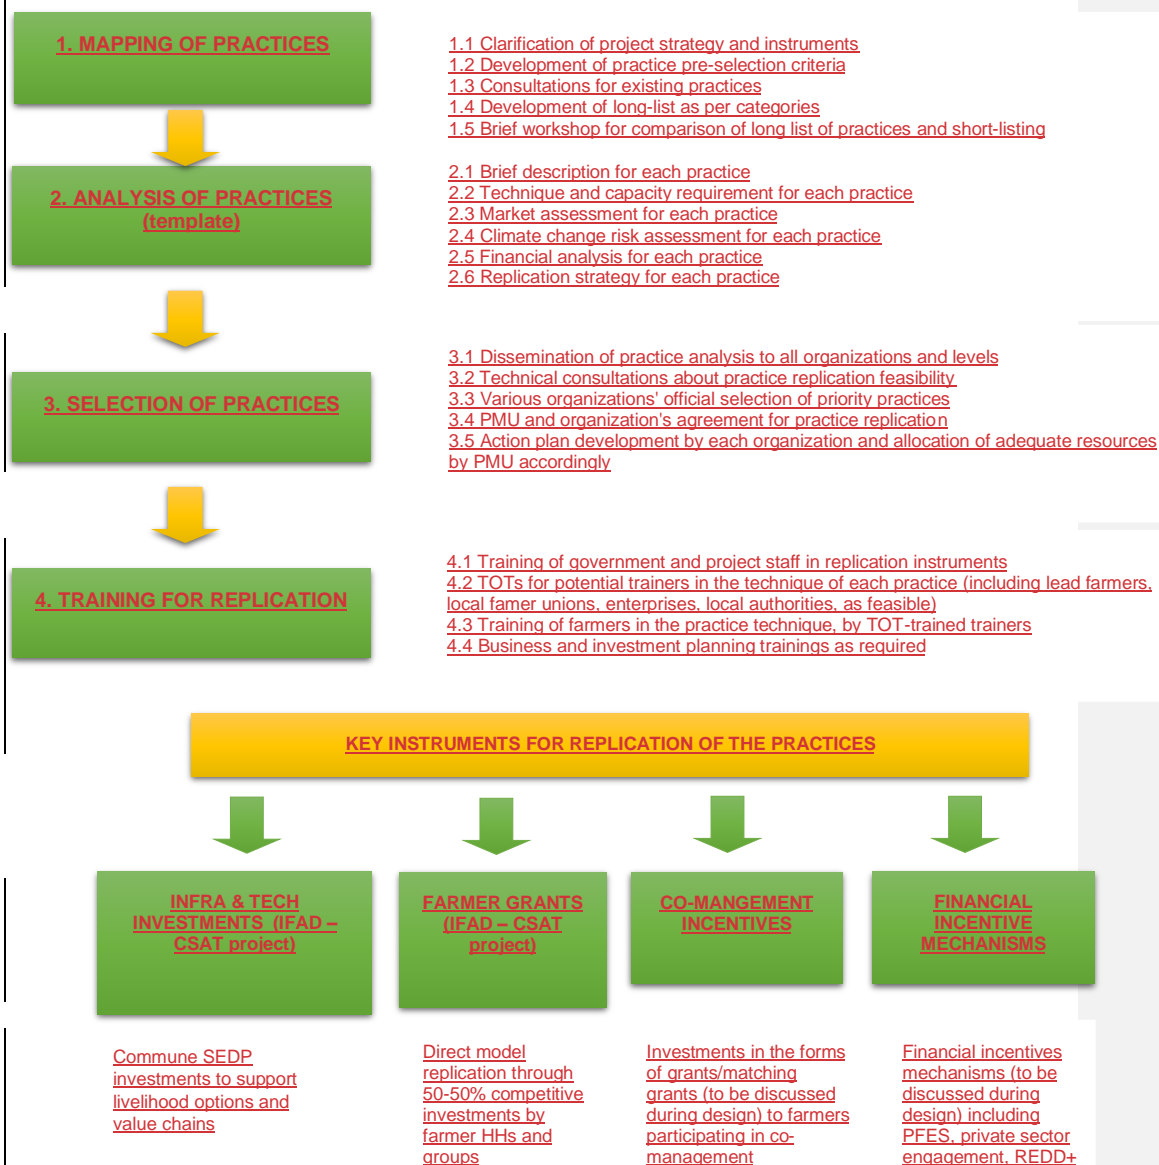 1. MAPPING OF PRACTICES
1.1 Clarification of project strategy and instruments
1.2 Development of practice pre-selection criteria
1.3 Consultations for existing practices
1.4 Development of long-list as per categories
1.5 Brief workshop for comparison of long list of practices and short-listing
2. ANALYSIS OF PRACTICES
(template)
2.1 Brief description for each practice
2.2 Technique and capacity requirement for each practice
2.3 Market assessment for each practice
2.4 Climate change risk assessment for each practice
2.5 Financial analysis for each practice
2.6 Replication strategy for each practice
3. SELECTION OF PRACTICES
3.1 Dissemination of practice analysis to all organizations and levels
3.2 Technical consultations about practice replication feasibility
3.3 Various organizations' official selection of priority practices
3.4 PMU and organization's agreement for practice replication
3.5 Action plan development by each organization and allocation of adequate resources
by PMU accordingly
4. TRAINING FOR REPLICATION
4.1 Training of government and project staff in replication instruments
4.2 TOTs for potential trainers in the technique of each practice (including lead farmers,
local famer unions, enterprises, local authorities, as feasible)
4.3 Training of farmers in the practice technique, by TOT-trained trainers
4.4 Business and investment planning trainings as required
KEY INSTRUMENTS FOR REPLICATION OF THE PRACTICES
INFRA & TECH
INVESTMENTS (IFAD –
CSAT project)
FARMER GRANTS
(IFAD – CSAT
project)
CO-MANGEMENT
INCENTIVES
FINANCIAL
INCENTIVE
MECHANISMS
Commune SEDP
investments to support
livelihood options and
value chains
Direct model
replication through
50-50% competitive
investments by
farmer HHs and
groups
Investments in the forms
of grants/matching
grants (to be discussed
during design) to farmers
participating in co-
management
Financial incentives
mechanisms (to be
discussed during
design) including
PFES, private sector
engagement, REDD+